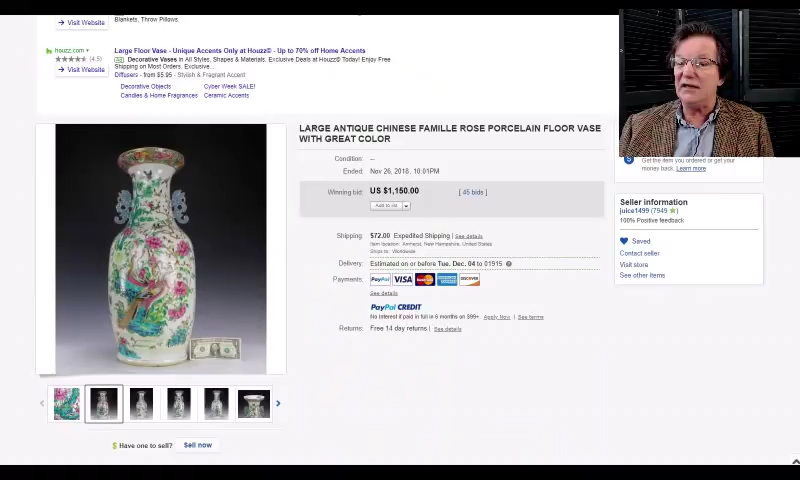 Blankets, Throw Pillows.
→ Visit Website
houzz.com
(4.5)
→ Visit Website
Large Floor Vase - Unique Accents Only at Houzz© - Up to 70% off Home Accents
Ad Decorative Vases in All Styles, Shapes & Materials. Exclusive Deals at Houzz© Today! Enjoy Free
Shipping on Most Orders. Exclusive...
Diffusers - from $5.95 - Stylish & Fragrant Accent
Decorative Objects
Cyber Week SALE!
Candles & Home Fragrances
Ceramic Accents
LARGE ANTIQUE CHINESE FAMILLE ROSE PORCELAIN FLOOR VASE
WITH GREAT COLOR
Condition: --
Ended: Nov 26, 2018 , 10:01PM
Winning bid: US $1,150.00 [ 45 bids ]
Add to list
Shipping: $72.00 Expedited Shipping | See details
Item location: Amherst, New Hampshire, United States
Ships to: Worldwide
Delivery: Estimated on or before Tue. Dec. 04 to 01915
Payments: PayPal VISA MasterCard DISCOVER
See details
PayPal CREDIT
No Interest if paid in full in 6 months on $99+. Apply Now | See terms
Returns: Free 14 day returns | See details
Get the item you ordered or get your
money back. Learn more
Seller information
juice1499 (7949 )
100% Positive feedback
Saved
Contact seller
Visit store
See other items
Have one to sell? Sell now